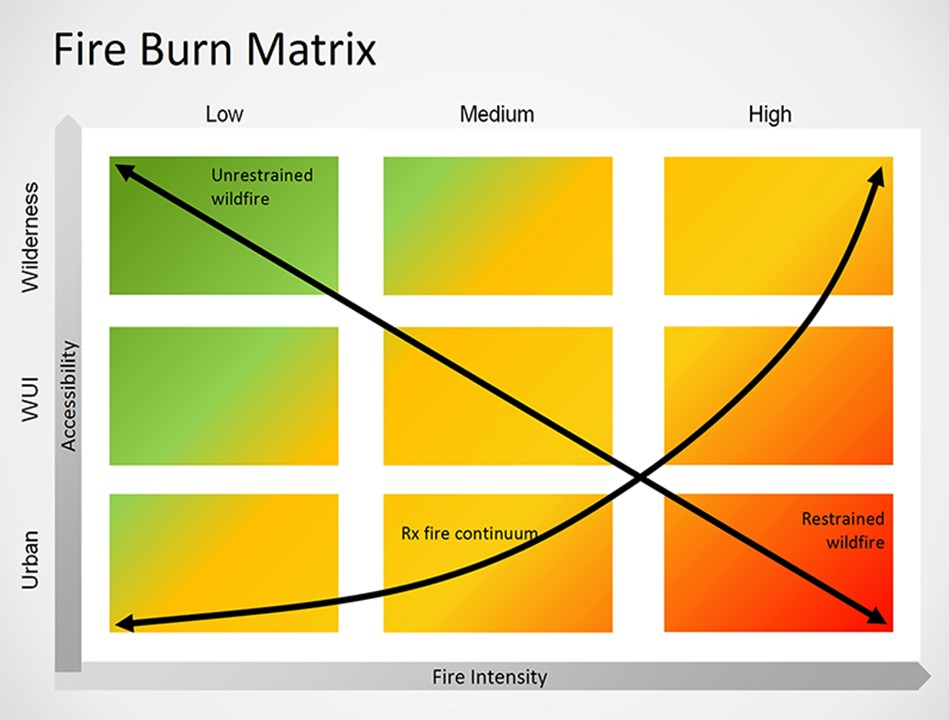 Fire Burn Matrix
Low
Medium
High
Wilderness
WUI
Urban
Accessibility
Unrestrained
wildfire
Rx fire continuum
Restrained
wildfire
Fire Intensity